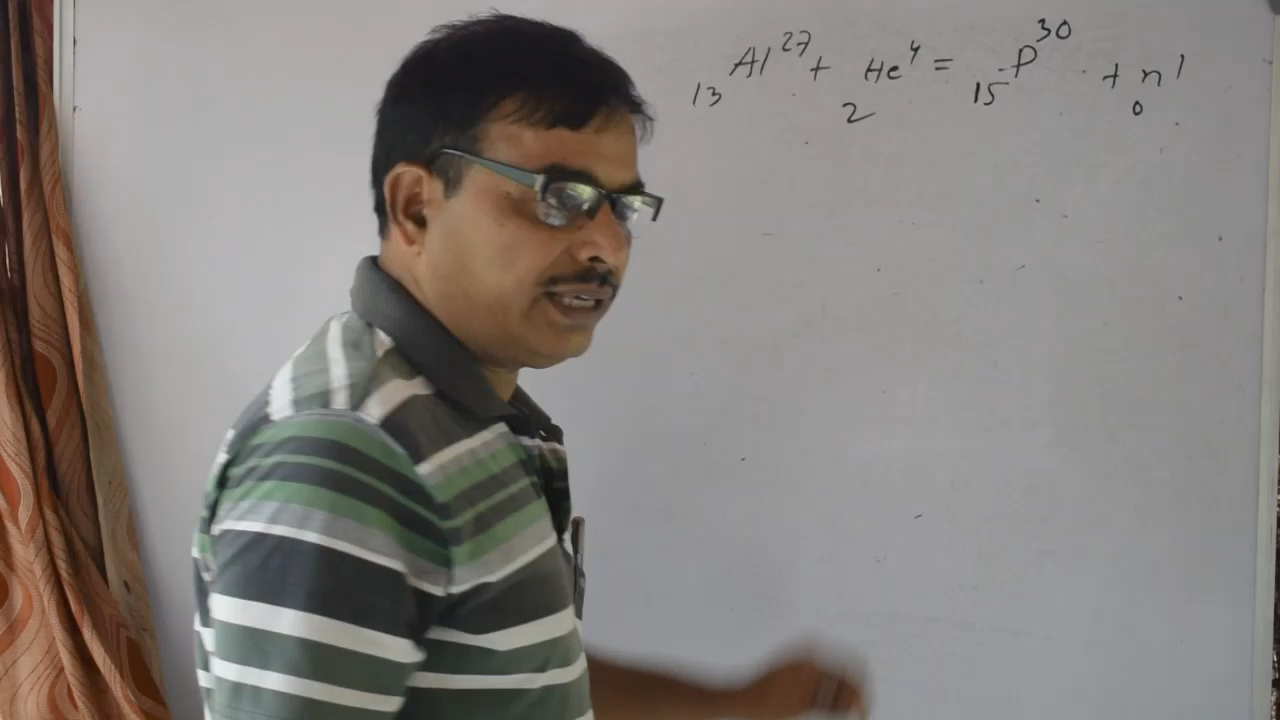 ₁₃Al²⁷ + ₂He⁴ = ₁₅P³⁰ + ₀n¹